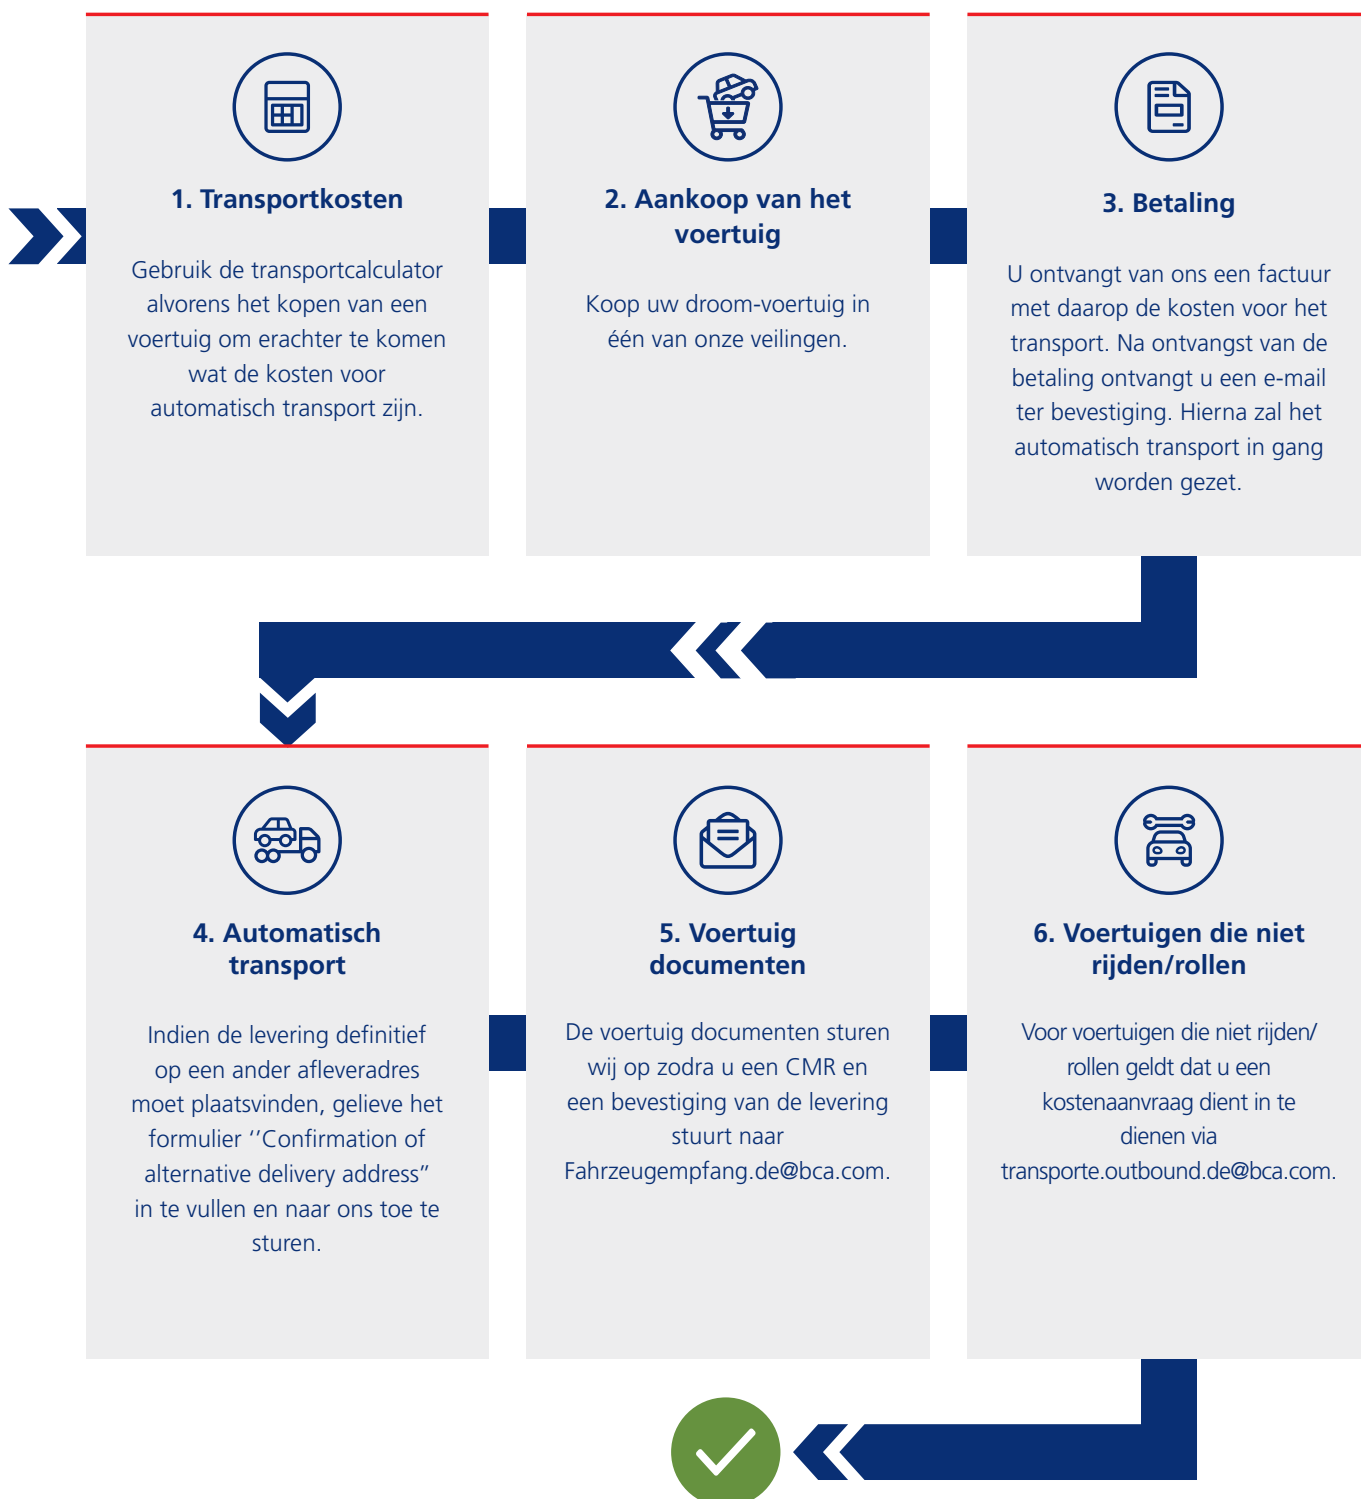 1. Transportkosten
Gebruik de transportcalculator
alvorens het kopen van een
voertuig om erachter te komen
wat de kosten voor
automatisch transport zijn.
2. Aankoop van het
voertuig
Koop uw droom-voertuig in
één van onze veilingen.
3. Betaling
U ontvangt van ons een factuur
met daarop de kosten voor het
transport. Na ontvangst van de
betaling ontvangt u een e-mail
ter bevestiging. Hierna zal het
automatisch transport in gang
worden gezet.
4. Automatisch
transport
Indien de levering definitief
op een ander afleveradres
moet plaatsvinden, gelieve het
formulier ‘‘Confirmation of
alternative delivery address”
in te vullen en naar ons toe te
sturen.
5. Voertuig
documenten
De voertuig documenten sturen
wij op zodra u een CMR en
een bevestiging van de levering
stuurt naar
Fahrzeugempfang.de@bca.com.
6. Voertuigen die niet
rijden/rollen
Voor voertuigen die niet rijden/
rollen geldt dat u een
kostenaanvraag dient in te
dienen via
transporte.outbound.de@bca.com.